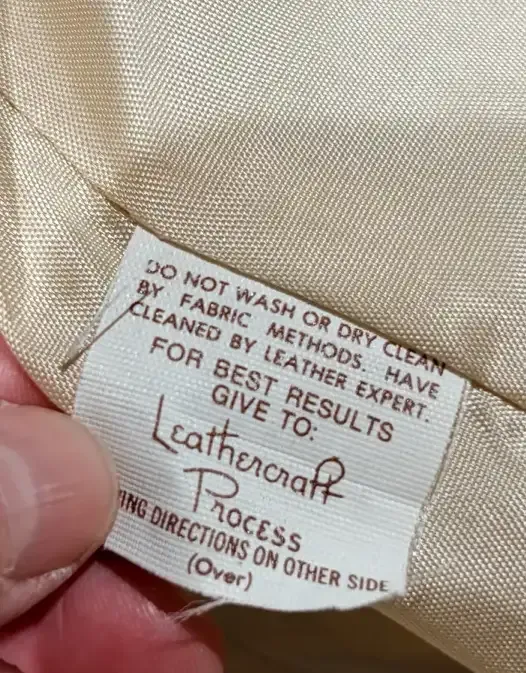 DO NOT WASH OR DRY CLEAN
BY FABRIC METHODS. HAVE
CLEANED BY LEATHER EXPERT.
FOR BEST RESULTS
GIVE TO:
Leathercraft
Process
DIRECTIONS ON OTHER SIDE
(Over)